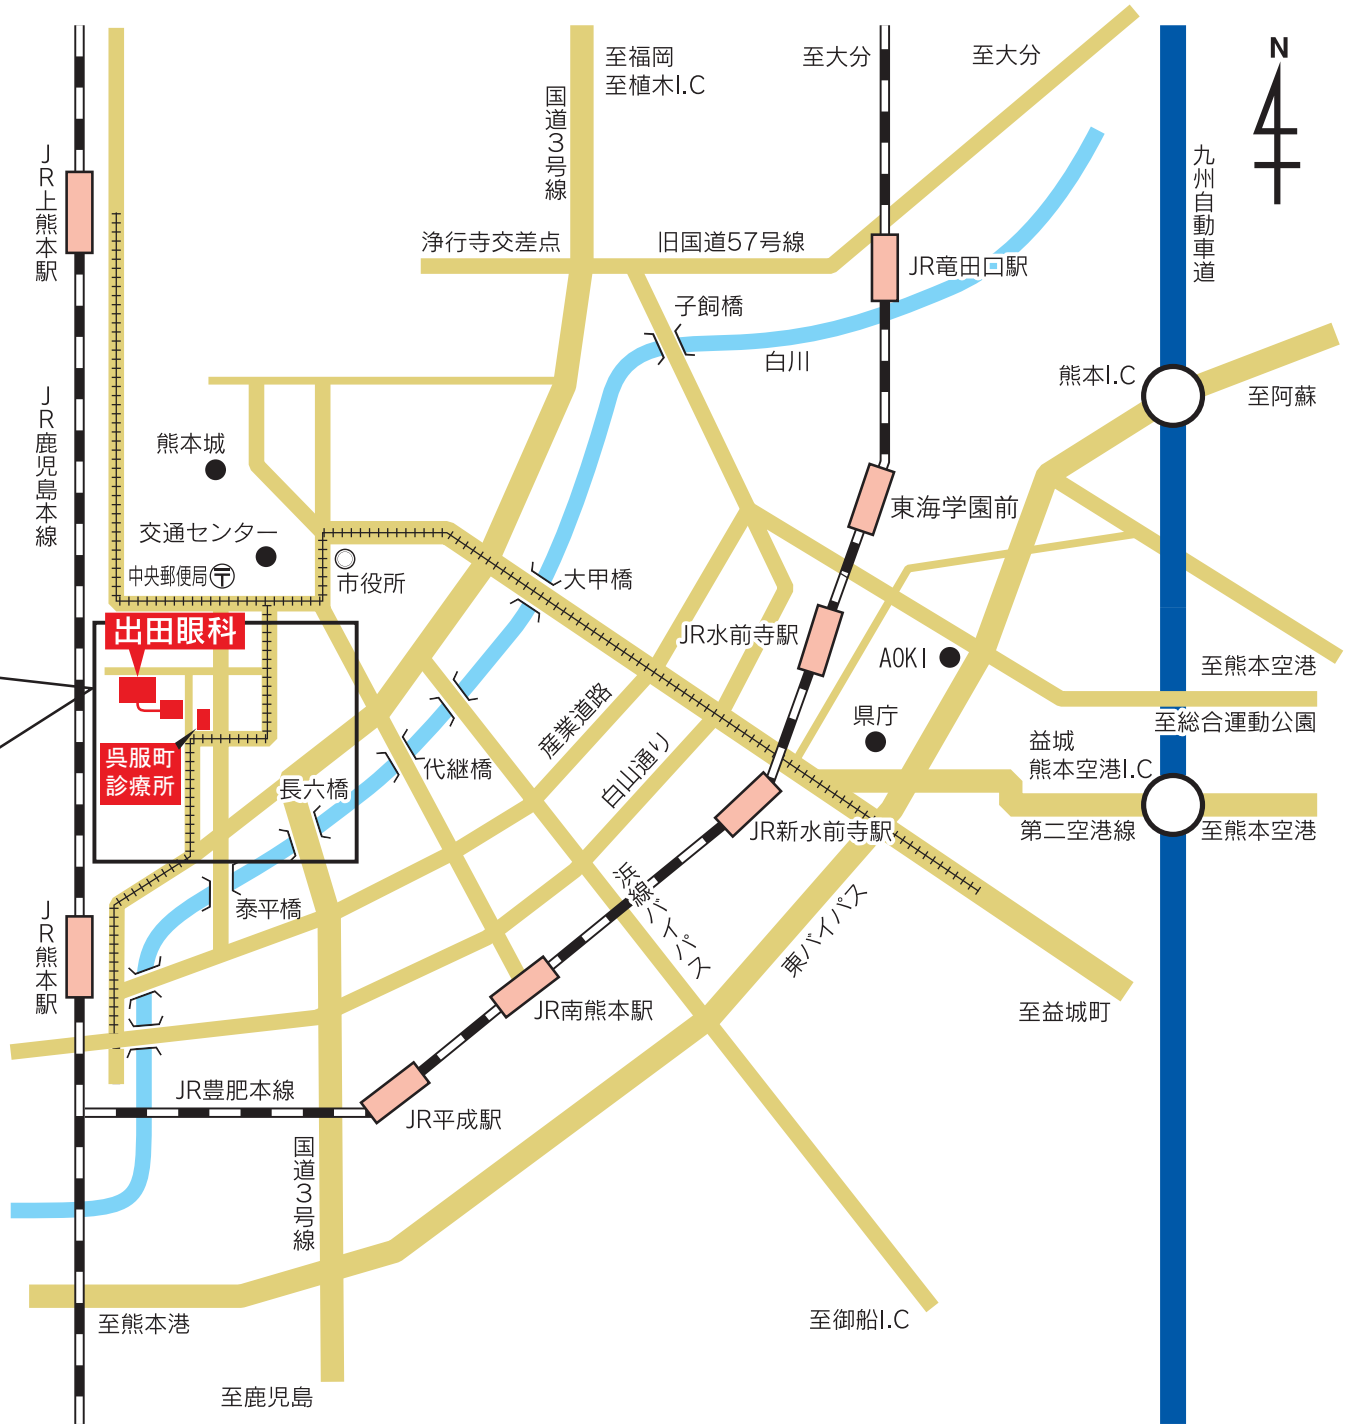 N
至福岡
至植木I.C
至大分
至大分
国道3号線
JR上熊本駅
九州自動車道
浄行寺交差点
旧国道57号線
JR竜田口駅
子飼橋
白川
熊本I.C
至阿蘇
JR鹿児島本線
熊本城
東海学園前
交通センター
中央郵便局〒
市役所
大甲橋
出田眼科
JR水前寺駅
AOKI
至熊本空港
産業道路
県庁
至総合運動公園
益城
熊本空港I.C
呉服町
診療所
代継橋
長六橋
白山通り
JR新水前寺駅
第二空港線
至熊本空港
浜線バイパス
東バイパス
泰平橋
JR熊本駅
JR南熊本駅
至益城町
JR豊肥本線
JR平成駅
国道3号線
至熊本港
至御船I.C
至鹿児島